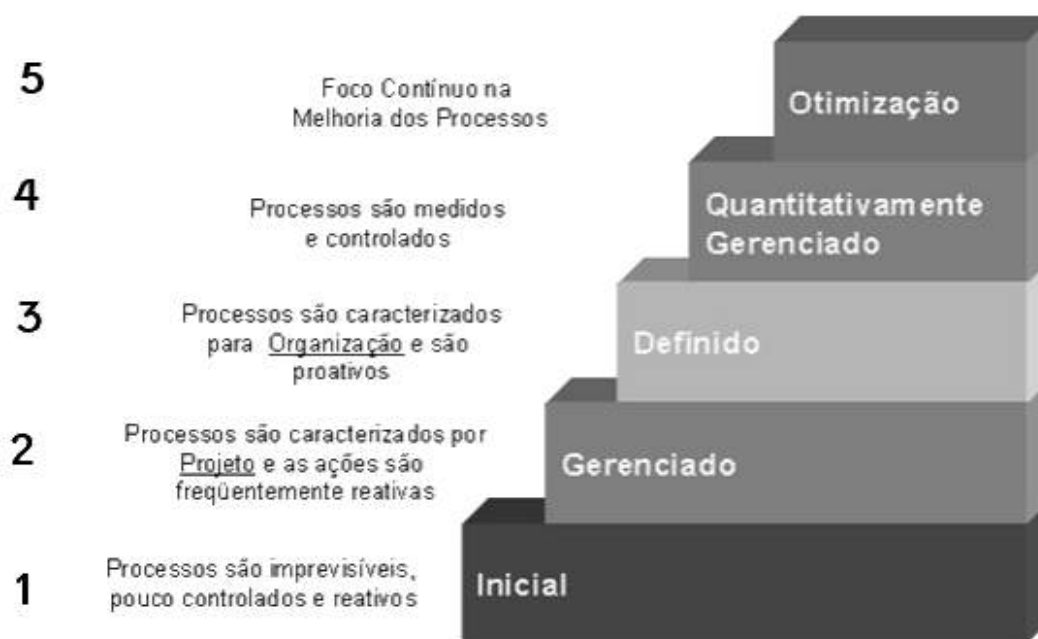 5
Foco Contínuo na
Melhoria dos Processos
Otimização
4
Processos são medidos
e controlados
Quantitativamente
Gerenciado
3
Processos são caracterizados
para Organização e são
proativos
Definido
2
Processos são caracterizados por
Projeto e as ações são
freqüentemente reativas
Gerenciado
1
Processos são imprevisíveis,
pouco controlados e reativos
Inicial